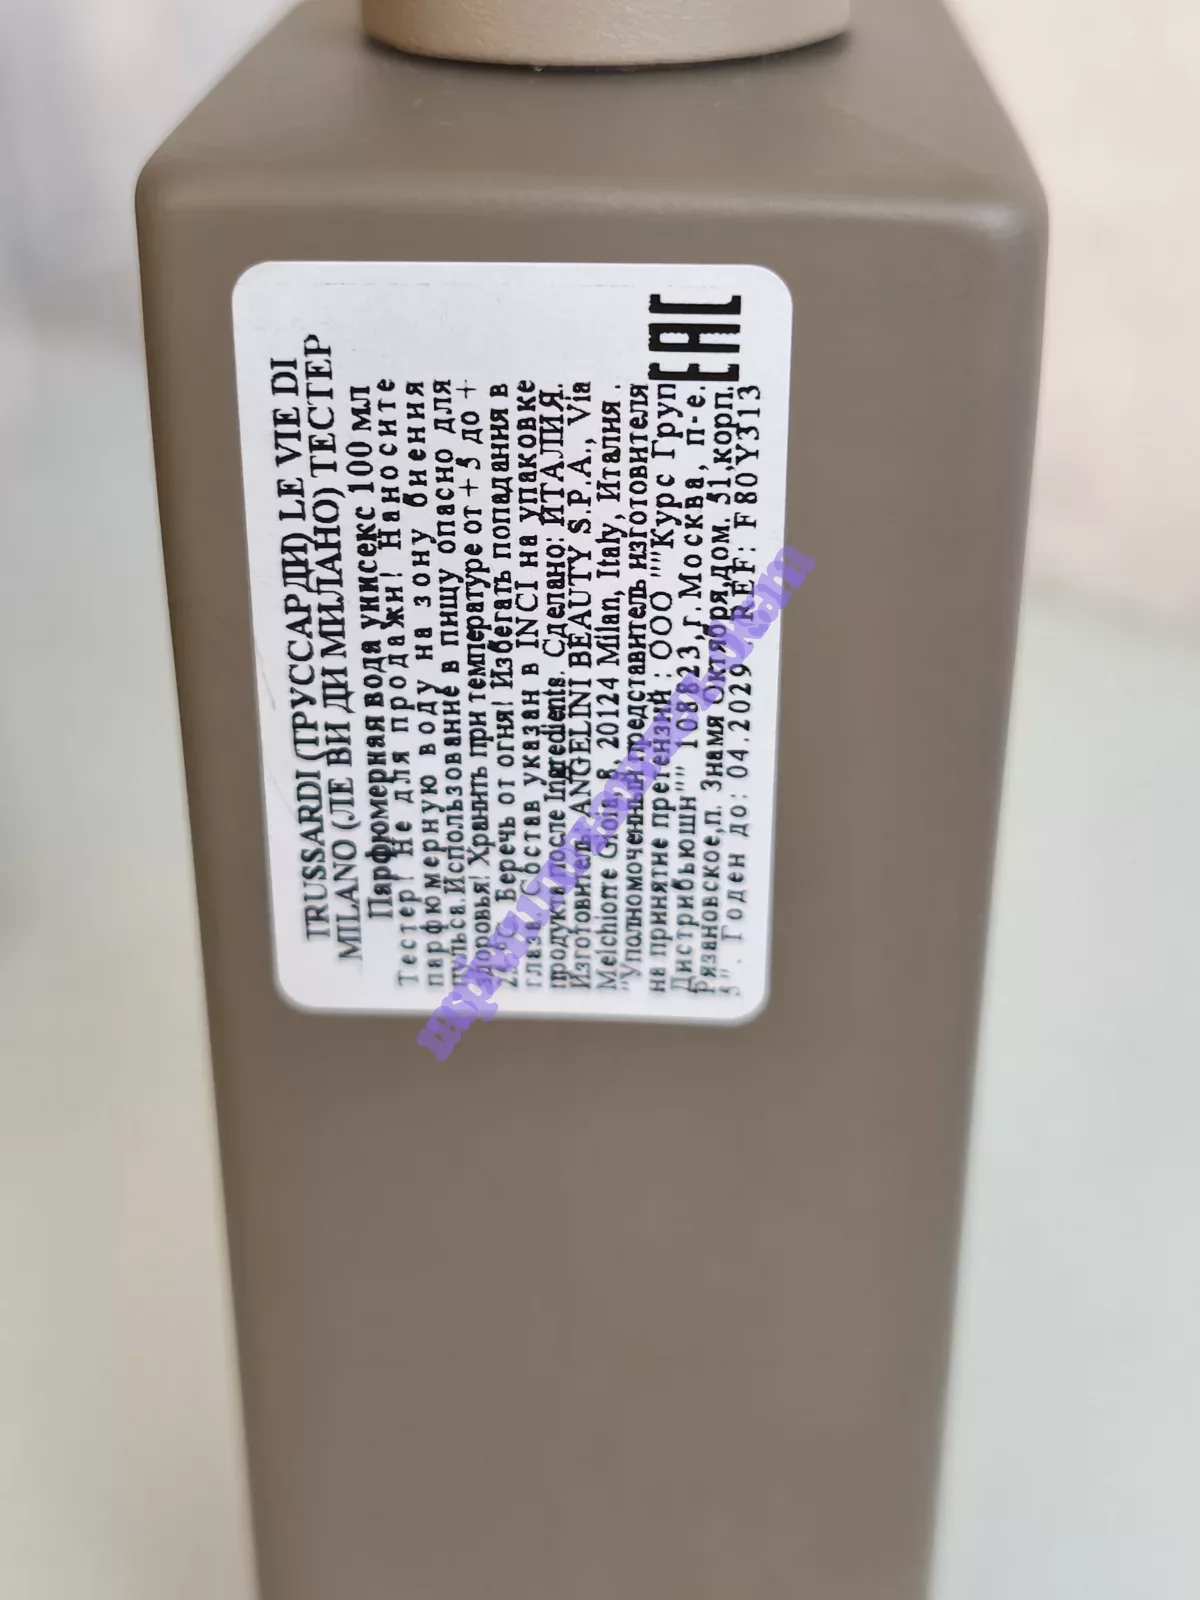 TRUSSARDI (ТРУССАРДИ) LE VIE DI
MILANO (ЛЕ ВИ ДИ МИЛАНО) ТЕСТЕР
Парфюмерная вода унисекс 100 мл
Тестер! Не для продажи! Наносите
парфюмерную воду на зону биения
пульса.Использование в пищу опасно для
здоровья! Хранить при температуре от + 5 до +
Беречь от огня! Избегать попадания в
глаза. Состав указан в INCI на упаковке
продукта после Ingredients. Сделано: ИТАЛИЯ.
Изготовитель ANGELINI BEAUTY S.P.A., Via
Melchiorre Gioia, 8, 20124 Milan, Italy, Италия .
"Уполномоченный представитель изготовителя
на принятие претензий : ООО ""Курс Груп
Дистрибьюшн"" 108823,г.Москва, п-е.
Рязановское,п. Знамя Октября,дом. 31,корп.
5". Годен до: 04.2029 . REF: F80Y313
EAC